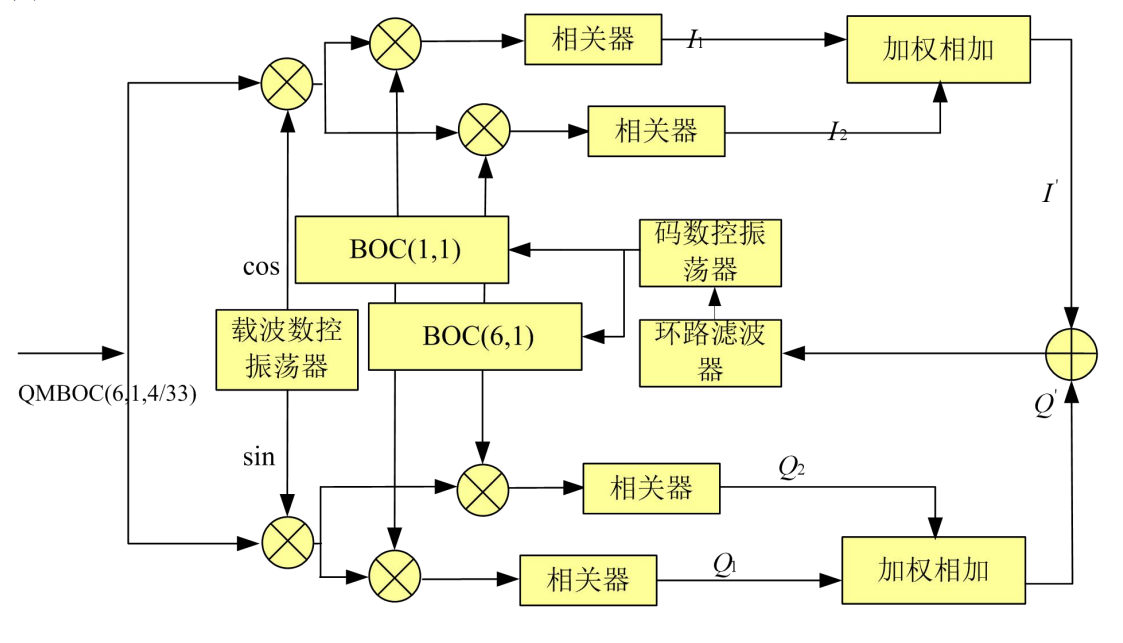 相关器
I₁
加权相加
相关器
I₂
I'
BOC(1,1)
码数控振
荡器
cos
BOC(6,1)
载波数控
振荡器
环路滤波
器
QMBOC(6,1,4/33)
Q'
sin
Q₂
相关器
相关器
Q₁
加权相加